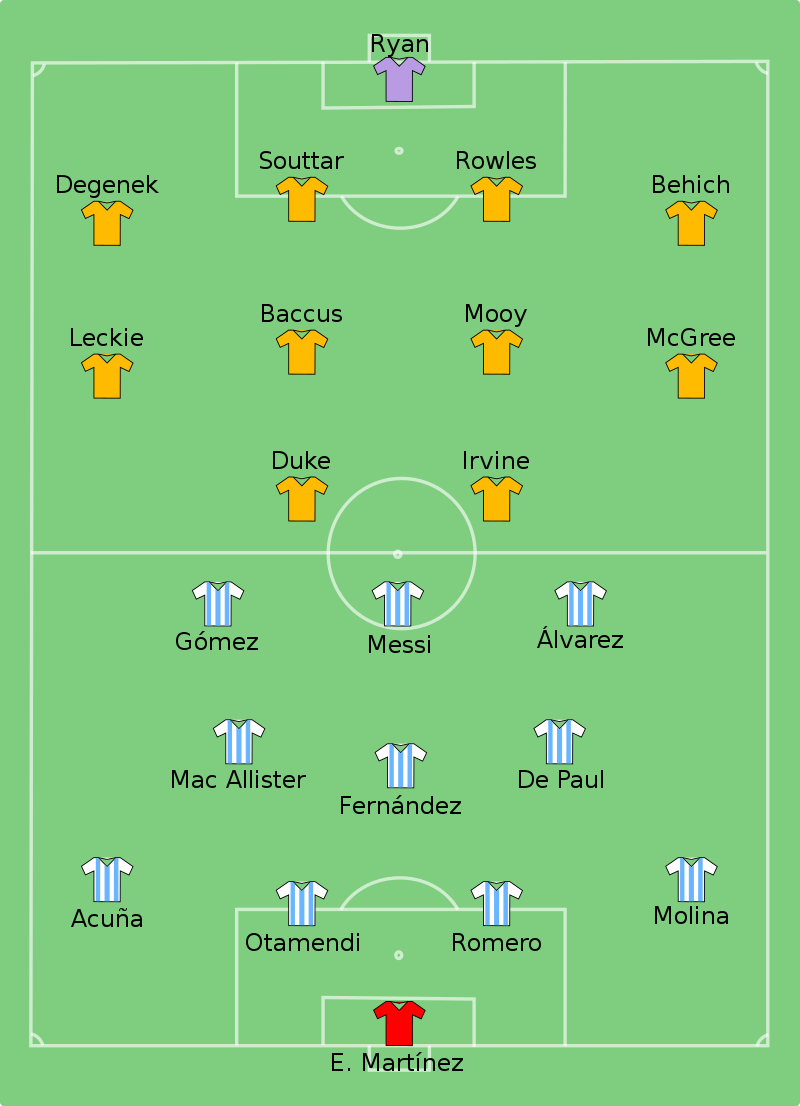 Ryan
Souttar
Rowles
Degenek
Behich
Baccus
Mooy
Leckie
McGree
Duke
Irvine
Gómez
Messi
Álvarez
Mac Allister
De Paul
Fernández
Acuña
Molina
Otamendi
Romero
E. Martínez